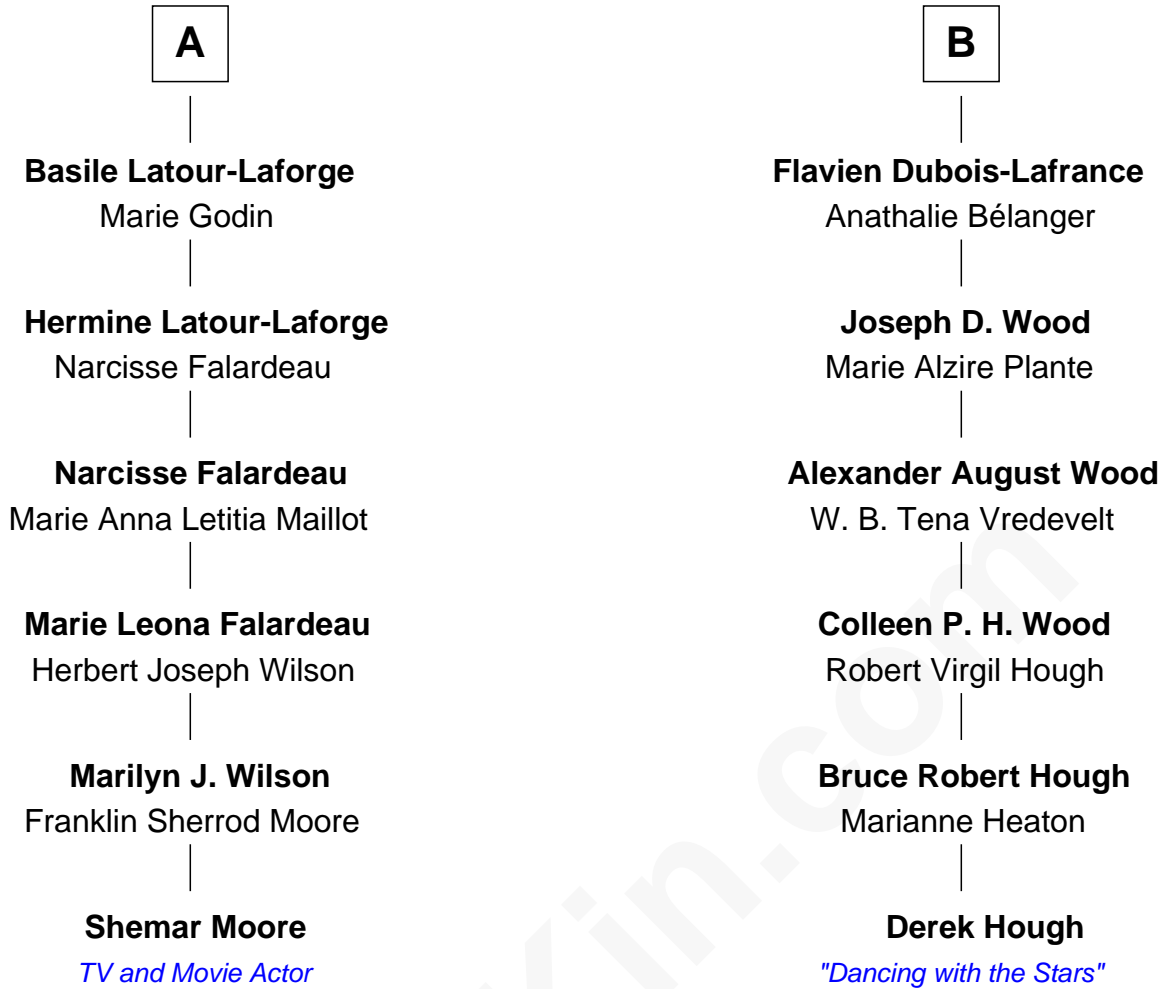 A
B
Basile Latour-Laforge
Flavien Dubois-Lafrance
Marie Godin
Anathalie Bélanger
Hermine Latour-Laforge
Joseph D. Wood
Narcisse Falardeau
Marie Alzire Plante
Narcisse Falardeau
Alexander August Wood
Marie Anna Letitia Maillot
W. B. Tena Vredevelt
Marie Leona Falardeau
Colleen P. H. Wood
Herbert Joseph Wilson
Robert Virgil Hough
Marilyn J. Wilson
Bruce Robert Hough
Franklin Sherrod Moore
Marianne Heaton
Shemar Moore
Derek Hough
TV and Movie Actor
"Dancing with the Stars"
Kin.com